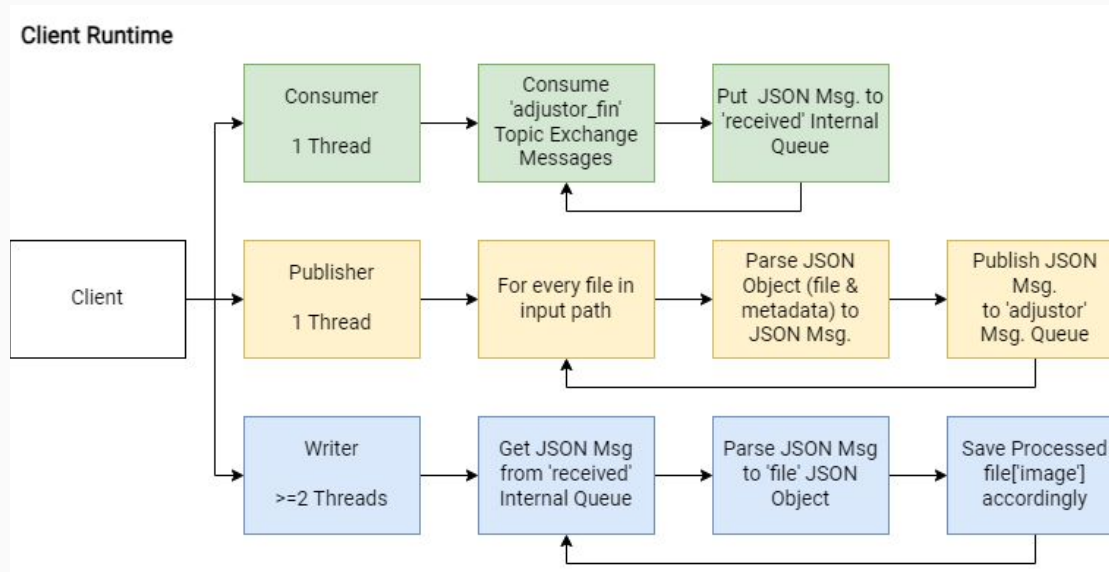 Client Runtime
Consumer
1 Thread
Consume
'adjustor_fin'
Topic Exchange
Messages
Put JSON Msg. to
'received' Internal
Queue
Client
Publisher
1 Thread
For every file in
input path
Parse JSON
Object (file &
metadata) to
JSON Msg.
Publish JSON
Msg.
to 'adjustor'
Msg. Queue
Writer
>=2 Threads
Get JSON Msg
from 'received'
Internal Queue
Parse JSON Msg
to 'file' JSON
Object
Save Processed
file['image']
accordingly